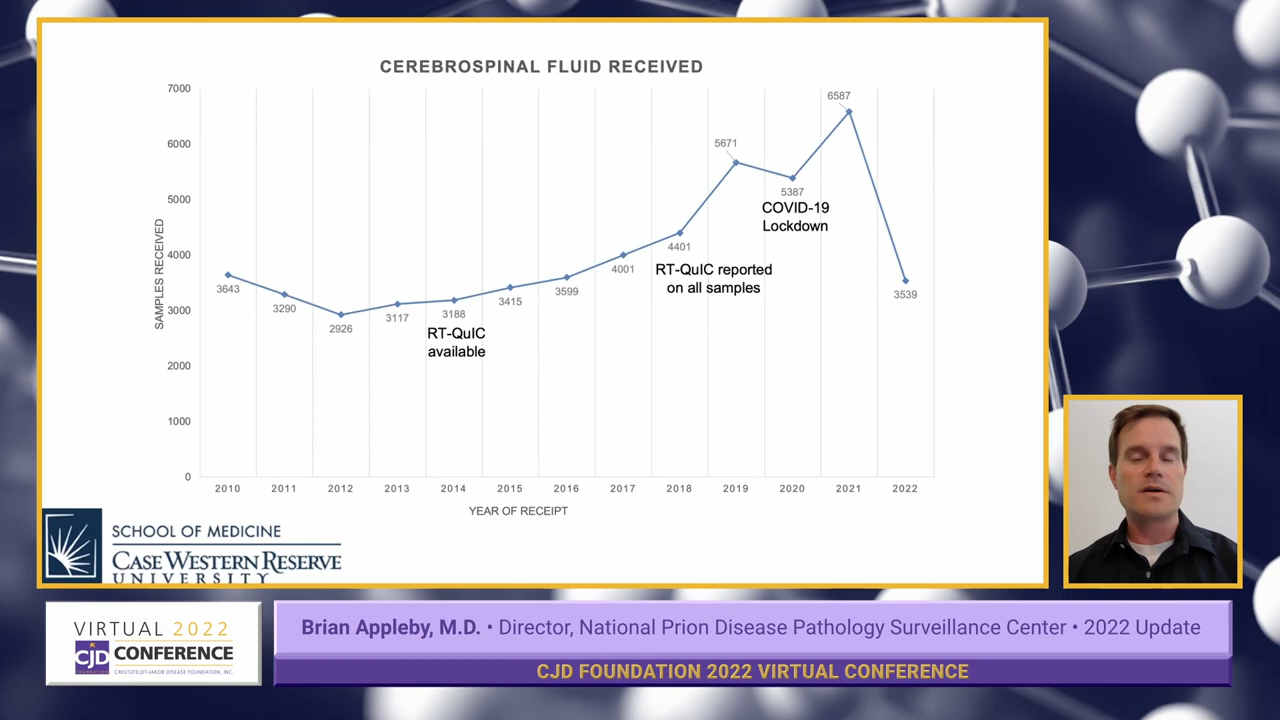 CEREBROSPINAL FLUID RECEIVED
7000
6000
5000
4000
3000
2000
1000
0
SAMPLES RECEIVED
3643
3290
2926
3117
3188
3415
3599
4001
4401
5671
5387
6587
3539
RT-QuIC
available
RT-QuIC reported
on all samples
COVID-19
Lockdown
2010 2011 2012 2013 2014 2015 2016 2017 2018 2019 2020 2021 2022
YEAR OF RECEIPT
SCHOOL OF MEDICINE
CASE WESTERN RESERVE
UNIVERSITY
VIRTUAL 2022
CJD CONFERENCE
FOUNDATION
CREUTZFELDT-JAKOB DISEASE FOUNDATION, INC.
Brian Appleby, M.D. • Director, National Prion Disease Pathology Surveillance Center • 2022 Update
CJD FOUNDATION 2022 VIRTUAL CONFERENCE